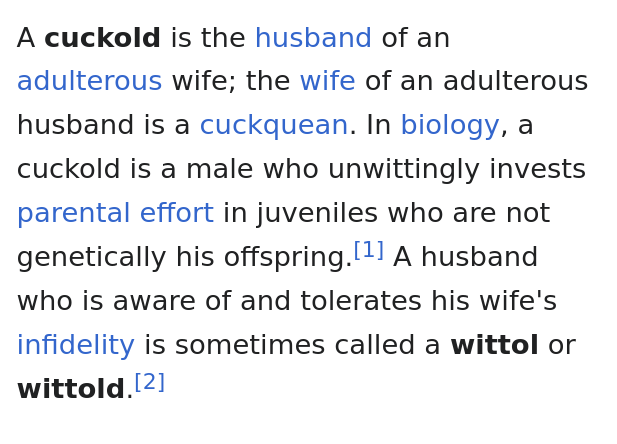 A cuckold is the husband of an
adulterous wife; the wife of an adulterous
husband is a cuckquean. In biology, a
cuckold is a male who unwittingly invests
parental effort in juveniles who are not
genetically his offspring.[1] A husband
who is aware of and tolerates his wife's
infidelity is sometimes called a wittol or
wittold.[2]